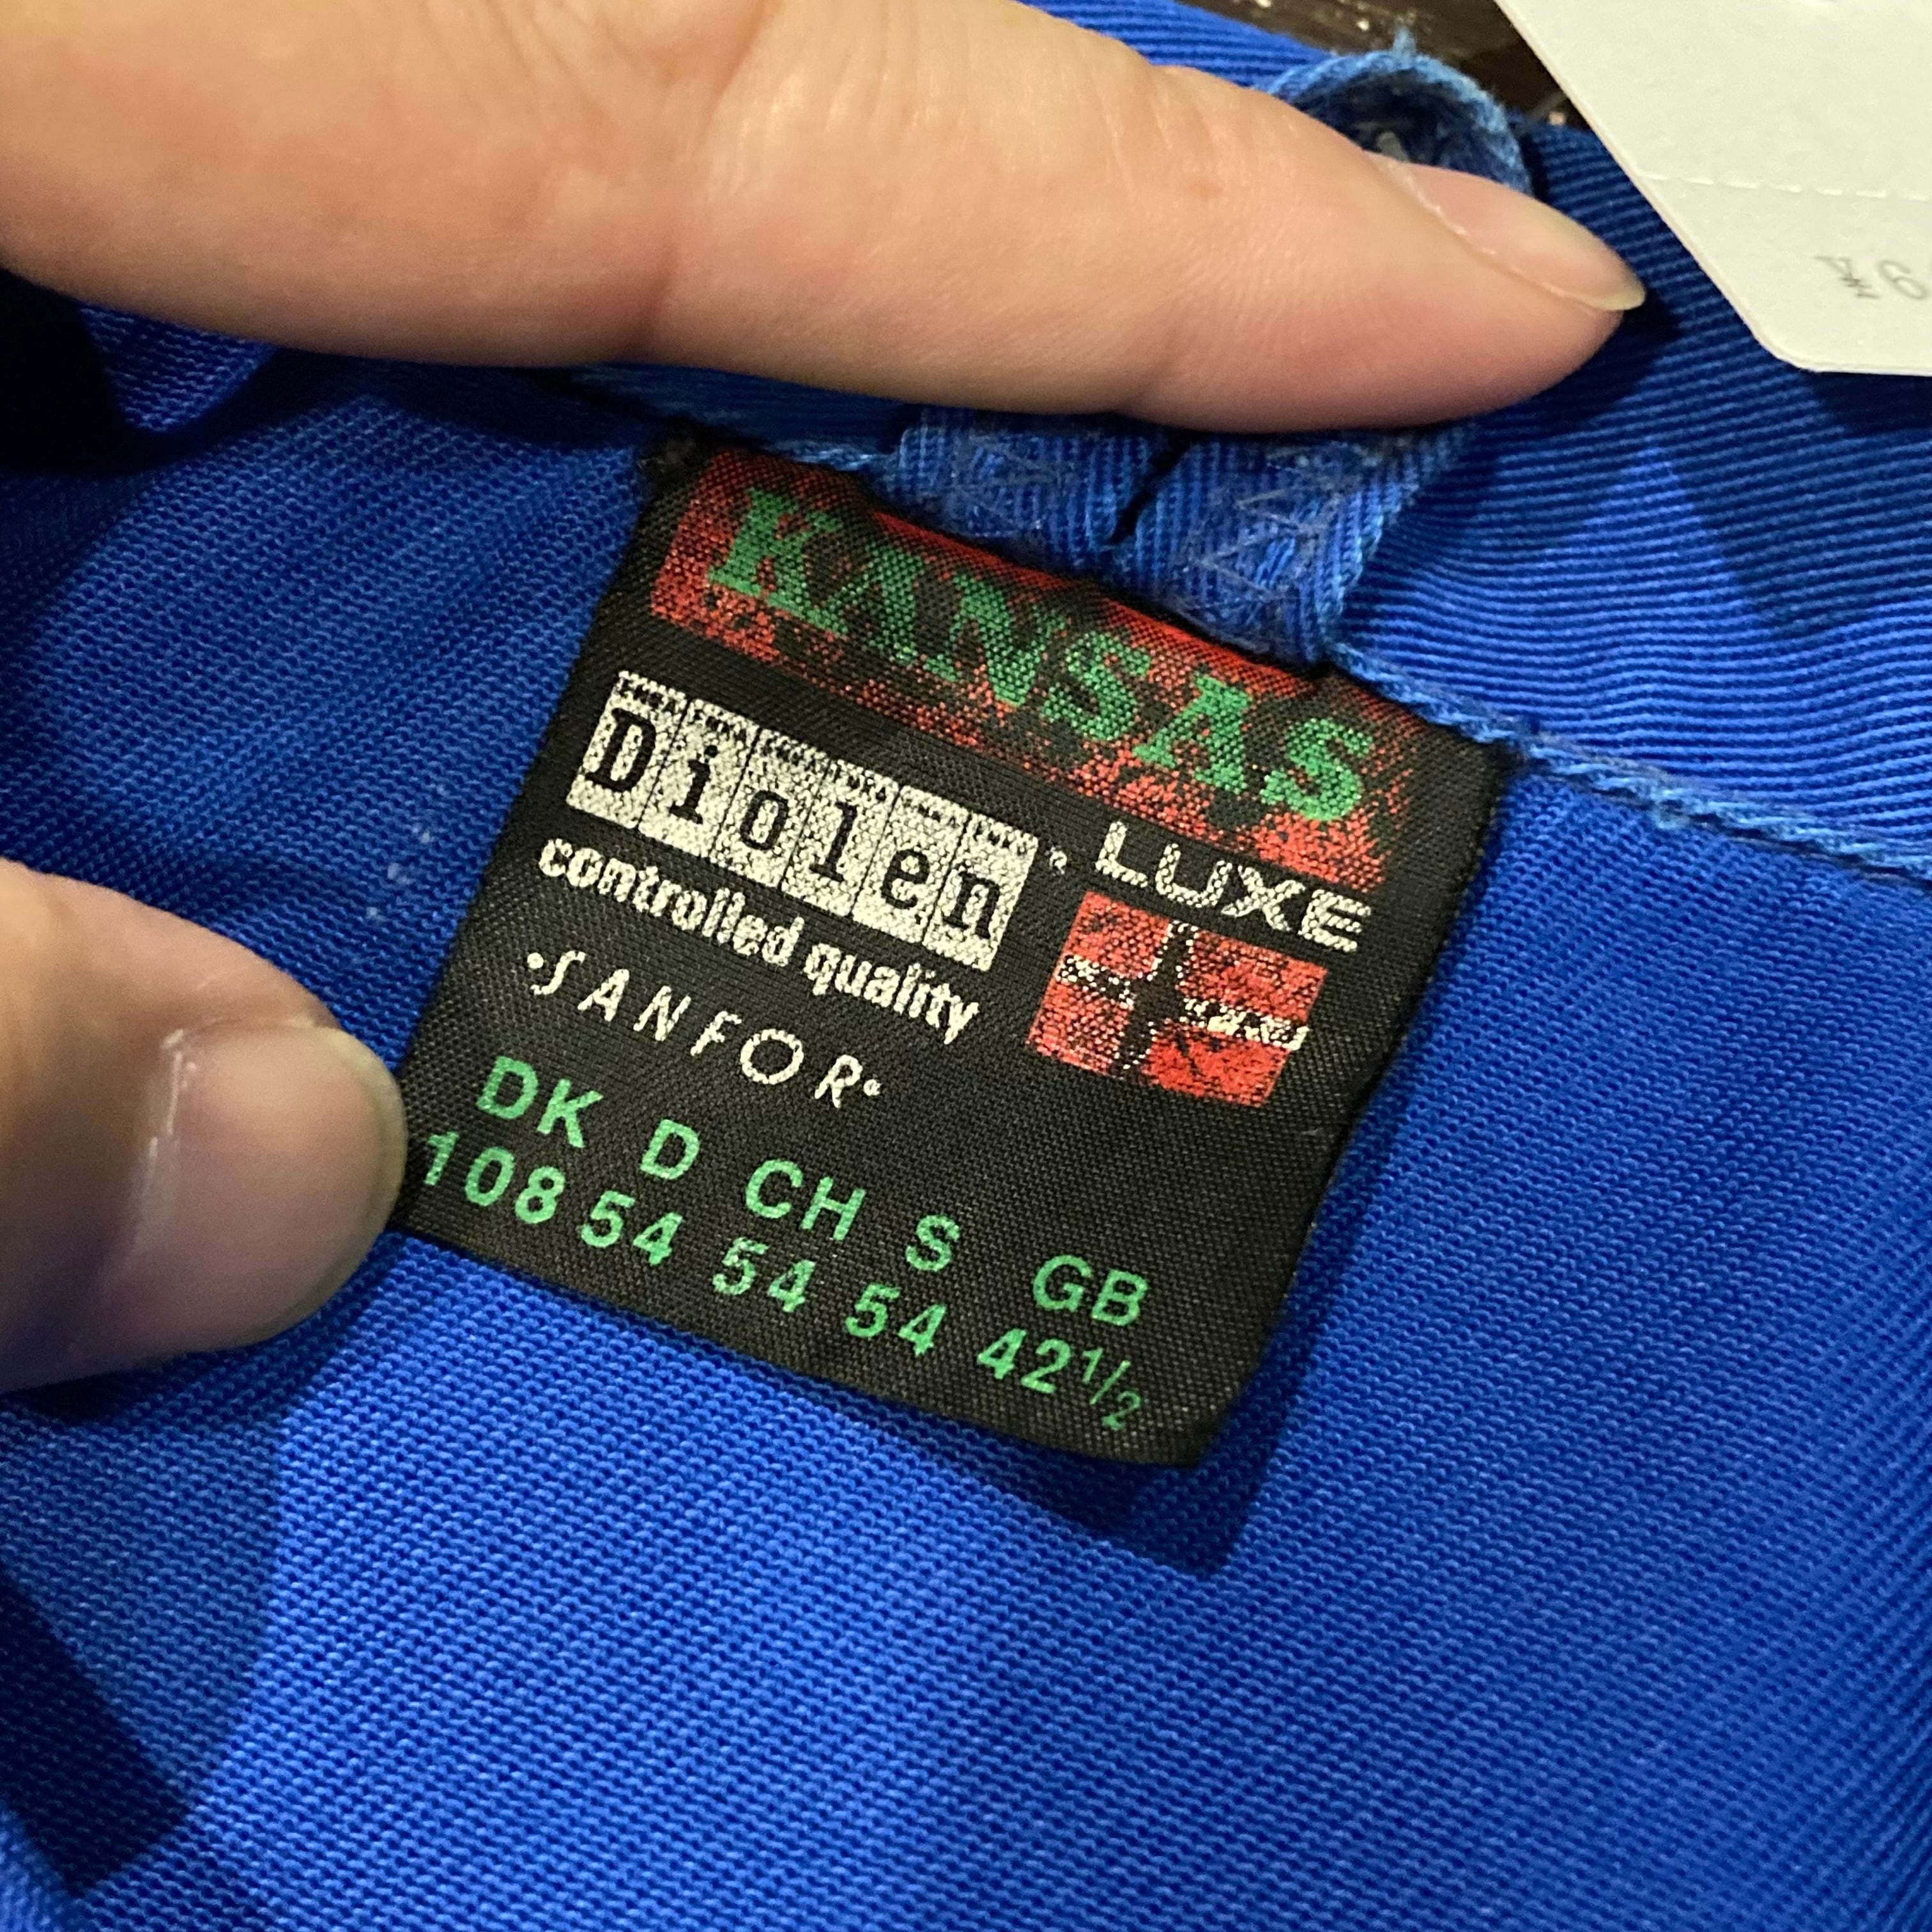 KANSAS
Diolen
LUXE
controlled quality
SANFOR
DK D CH S GB
108 54 54 54 42½